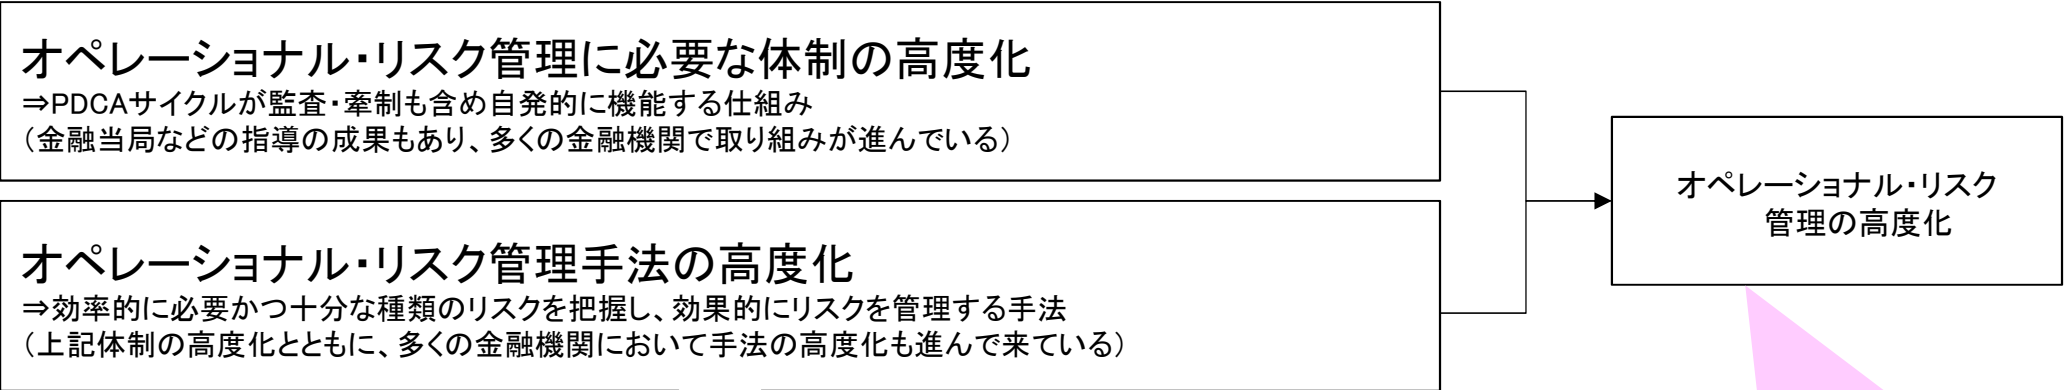 オペレーショナル・リスク管理に必要な体制の高度化
⇒PDCAサイクルが監査・牽制も含め自発的に機能する仕組み
（金融当局などの指導の成果もあり、多くの金融機関で取り組みが進んでいる）
オペレーショナル・リスク管理手法の高度化
⇒効率的に必要かつ十分な種類のリスクを把握し、効果的にリスクを管理する手法
（上記体制の高度化とともに、多くの金融機関において手法の高度化も進んで来ている）
オペレーショナル・リスク
管理の高度化